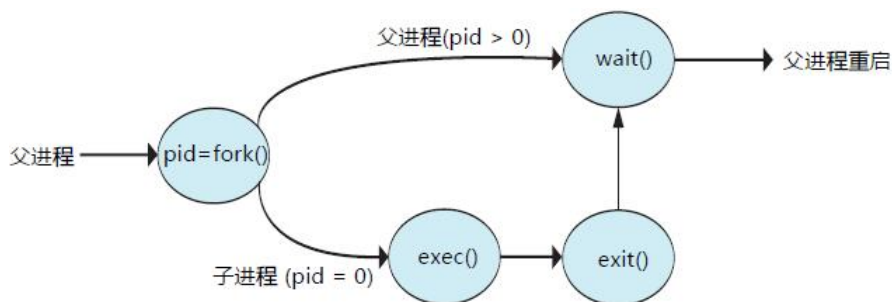 父进程(pid > 0)
wait()
父进程重启
父进程
pid=fork()
子进程 (pid = 0)
exec()
exit()